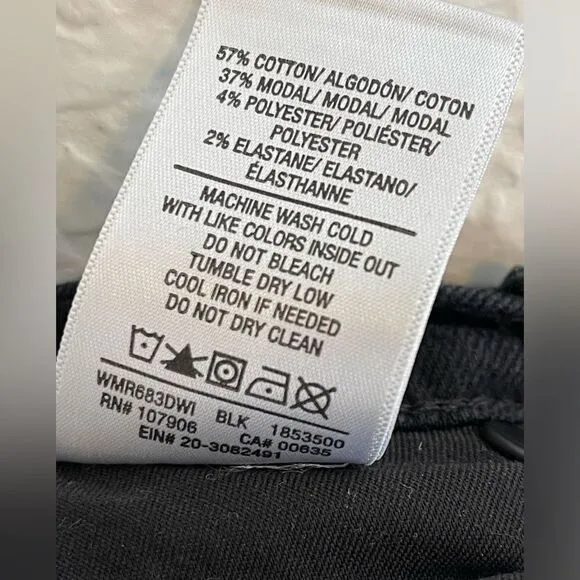 57% COTTON/ ALGODÓN/ COTON
37% MODAL/ MODAL/ MODAL
4% POLYESTER/ POLIÉSTER/
POLYESTER
2% ELASTANE/ ELASTANO/
ÉLASTHANNE
MACHINE WASH COLD
WITH LIKE COLORS INSIDE OUT
DO NOT BLEACH
TUMBLE DRY LOW
COOL IRON IF NEEDED
DO NOT DRY CLEAN
WMR683DWI BLK 1853500
RN# 107906 CA# 00635
EIN# 20-3062491